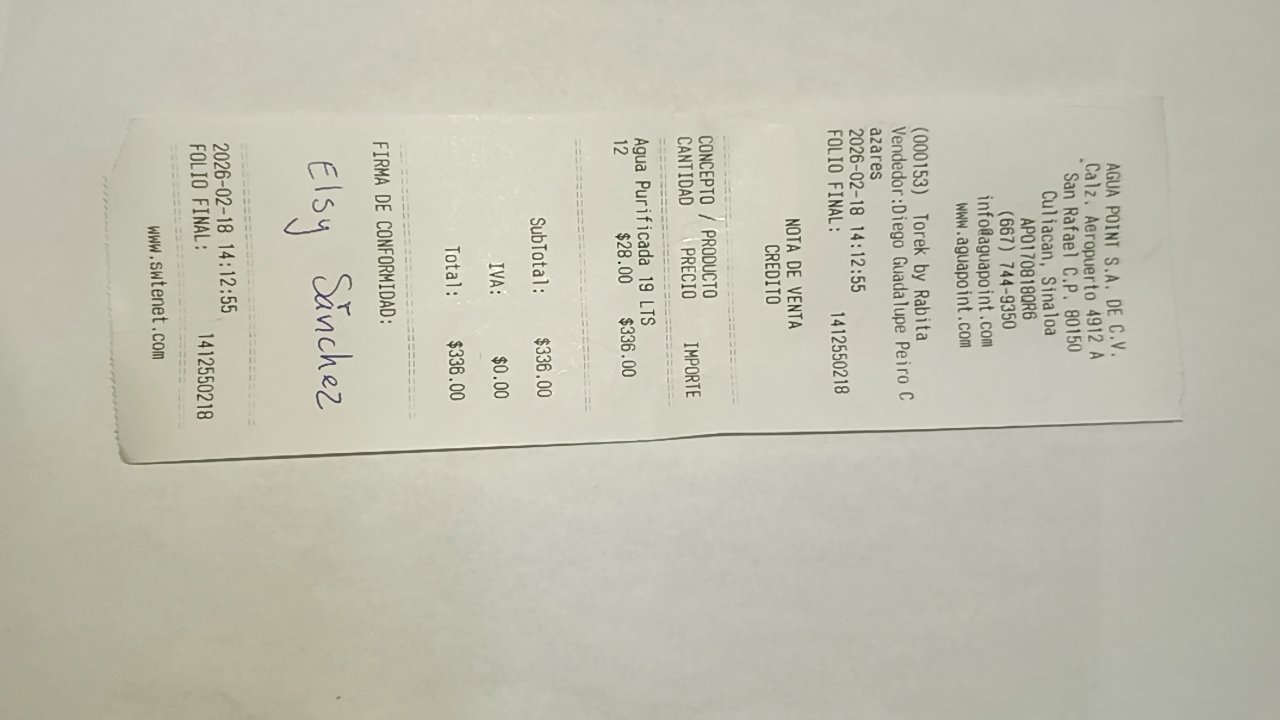 AGUA POINT S.A. DE C.V.
Calz. Aeropuerto 4912 A
San Rafael C.P. 80150
Culiacan, Sinaloa
APO170818QR6
(667) 744-9350
info@aguapoint.com
www.aguapoint.com
(000153) Torek by Rabita
Vendedor:Diego Guadalupe Peiro C
azares
2026-02-18 14:12:55
FOLIO FINAL: 1412550218
NOTA DE VENTA
CREDITO
CONCEPTO / PRODUCTO
CANTIDAD PRECIO IMPORTE
Agua Purificada 19 LTS
12 $28.00 $336.00
SubTotal: $336.00
IVA: $0.00
Total: $336.00
FIRMA DE CONFORMIDAD:
Elsy Sánchez
2026-02-18 14:12:55
FOLIO FINAL: 1412550218
www.swtenet.com